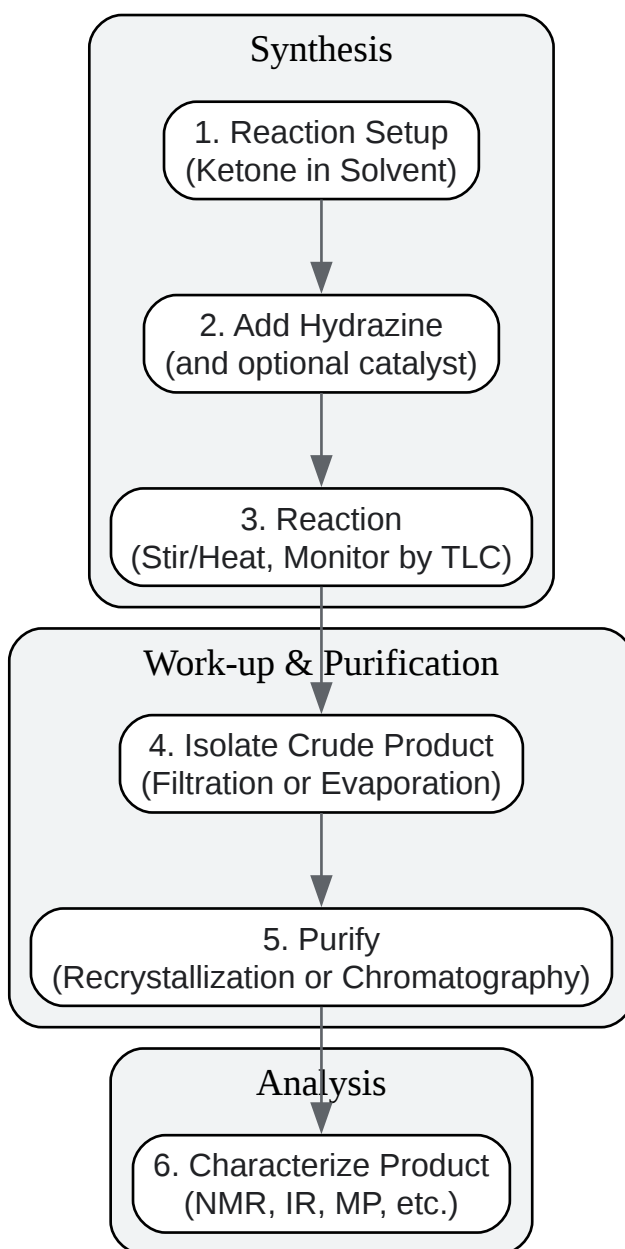 Synthesis
1. Reaction Setup
(Ketone in Solvent)
2. Add Hydrazine
(and optional catalyst)
3. Reaction
(Stir/Heat, Monitor by TLC)
Work-up & Purification
4. Isolate Crude Product
(Filtration or Evaporation)
5. Purify
(Recrystallization or Chromatography)
Analysis
6. Characterize Product
(NMR, IR, MP, etc.)